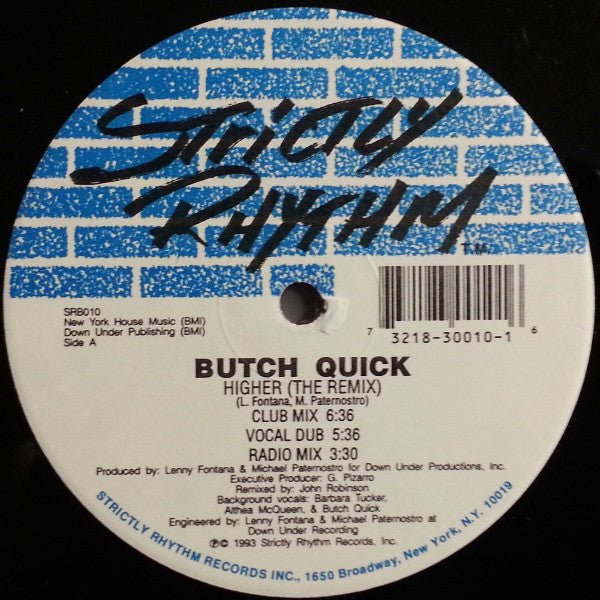 STRICTLY
RHYTHM
T.M.
SRB010
New York House Music (BMI)
Down Under Publishing (BMI)
Side A
7 3218-30010-1 6
BUTCH QUICK
HIGHER (THE REMIX)
(L. Fontana, M. Paternostro)
CLUB MIX 6:36
VOCAL DUB 5:36
RADIO MIX 3:30
Produced by: Lenny Fontana & Michael Paternostro for Down Under Productions, Inc.
Executive Producer: G. Pizarro
Remixed by: John Robinson
Background vocals: Barbara Tucker,
Althea McQueen, & Butch Quick
Engineered by: Lenny Fontana & Michael Paternostro at
Down Under Recording
℗© 1993 Strictly Rhythm Records, Inc.
STRICTLY RHYTHM RECORDS INC., 1650 Broadway, New York, N.Y. 10019